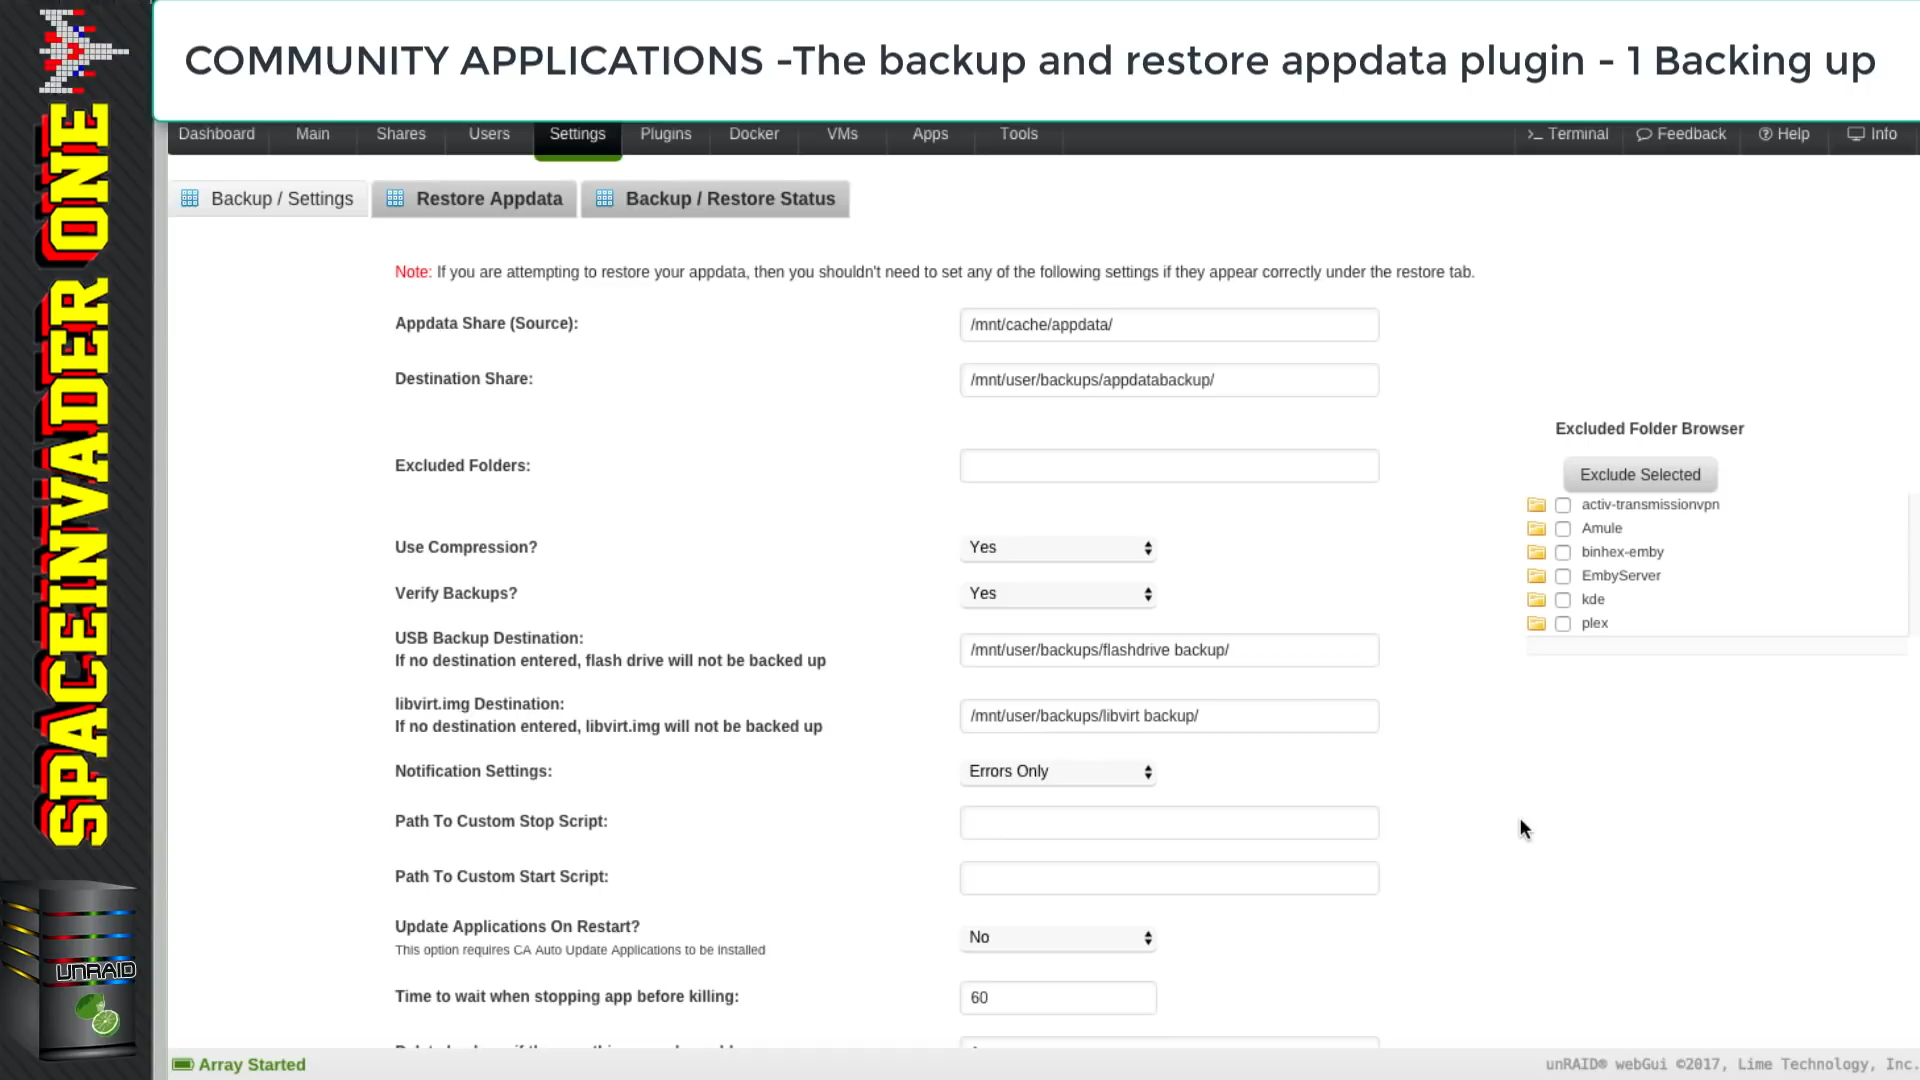 COMMUNITY APPLICATIONS -The backup and restore appdata plugin - 1 Backing up
SPACEINVADER ONE
Dashboard Main Shares Users Settings Plugins Docker VMs Apps Tools >_ Terminal Feedback Help Info
Backup / Settings Restore Appdata Backup / Restore Status
Note: If you are attempting to restore your appdata, then you shouldn't need to set any of the following settings if they appear correctly under the restore tab.
Appdata Share (Source): /mnt/cache/appdata/
Destination Share: /mnt/user/backups/appdatabackup/
Excluded Folder Browser
Excluded Folders:
Exclude Selected
activ-transmissionvpn
Amule
binhex-emby
EmbyServer
kde
plex
Use Compression? Yes
Verify Backups? Yes
USB Backup Destination:
If no destination entered, flash drive will not be backed up
/mnt/user/backups/flashdrive backup/
libvirt.img Destination:
If no destination entered, libvirt.img will not be backed up
/mnt/user/backups/libvirt backup/
Notification Settings: Errors Only
Path To Custom Stop Script:
Path To Custom Start Script:
Update Applications On Restart? No
This option requires CA Auto Update Applications to be installed
Time to wait when stopping app before killing: 60
UNRAID
Array Started
unRAID® webGui ©2017, Lime Technology, Inc.